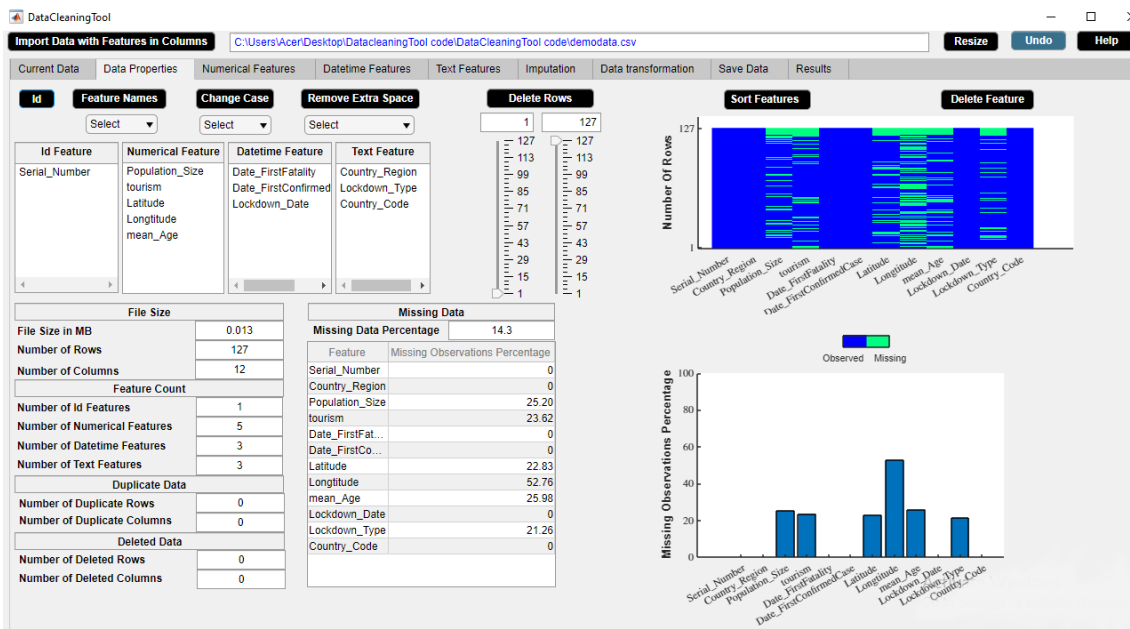 DataCleaningTool
Import Data with Features in Columns
C:\Users\Acer\Desktop\DatacleaningTool code\DataCleaningTool code\demodata.csv
Resize
Undo
Help
Current Data
Data Properties
Numerical Features
Datetime Features
Text Features
Imputation
Data transformation
Save Data
Results
Id
Feature Names
Change Case
Remove Extra Space
Delete Rows
Sort Features
Delete Feature
Select
Select
Select
1
127
Id Feature
Serial_Number
Numerical Feature
Population_Size
tourism
Latitude
Longtitude
mean_Age
Datetime Feature
Date_FirstFatality
Date_FirstConfirmed
Lockdown_Date
Text Feature
Country_Region
Lockdown_Type
Country_Code
127
113
99
85
71
57
43
29
15
1
127
113
99
85
71
57
43
29
15
1
File Size
File Size in MB 0.013
Number of Rows 127
Number of Columns 12
Feature Count
Number of Id Features 1
Number of Numerical Features 5
Number of Datetime Features 3
Number of Text Features 3
Duplicate Data
Number of Duplicate Rows 0
Number of Duplicate Columns 0
Deleted Data
Number of Deleted Rows 0
Number of Deleted Columns 0
Missing Data
Missing Data Percentage 14.3
Feature Missing Observations Percentage
Serial_Number 0
Country_Region 0
Population_Size 25.20
tourism 23.62
Date_FirstFat... 0
Date_FirstCo... 0
Latitude 22.83
Longtitude 52.76
mean_Age 25.98
Lockdown_Date 0
Lockdown_Type 21.26
Country_Code 0
Number Of Rows
127
1
Serial_Number
Country_Region
Population_Size
tourism
Date_FirstFatality
Date_FirstConfirmedCase
Latitude
Longtitude
mean_Age
Lockdown_Date
Lockdown_Type
Country_Code
Observed Missing
Missing Observations Percentage
100
80
60
40
20
0
Serial_Number
Country_Region
Population_Size
tourism
Date_FirstFatality
Date_FirstConfirmedCase
Latitude
Longtitude
mean_Age
Lockdown_Date
Lockdown_Type
Country_Code